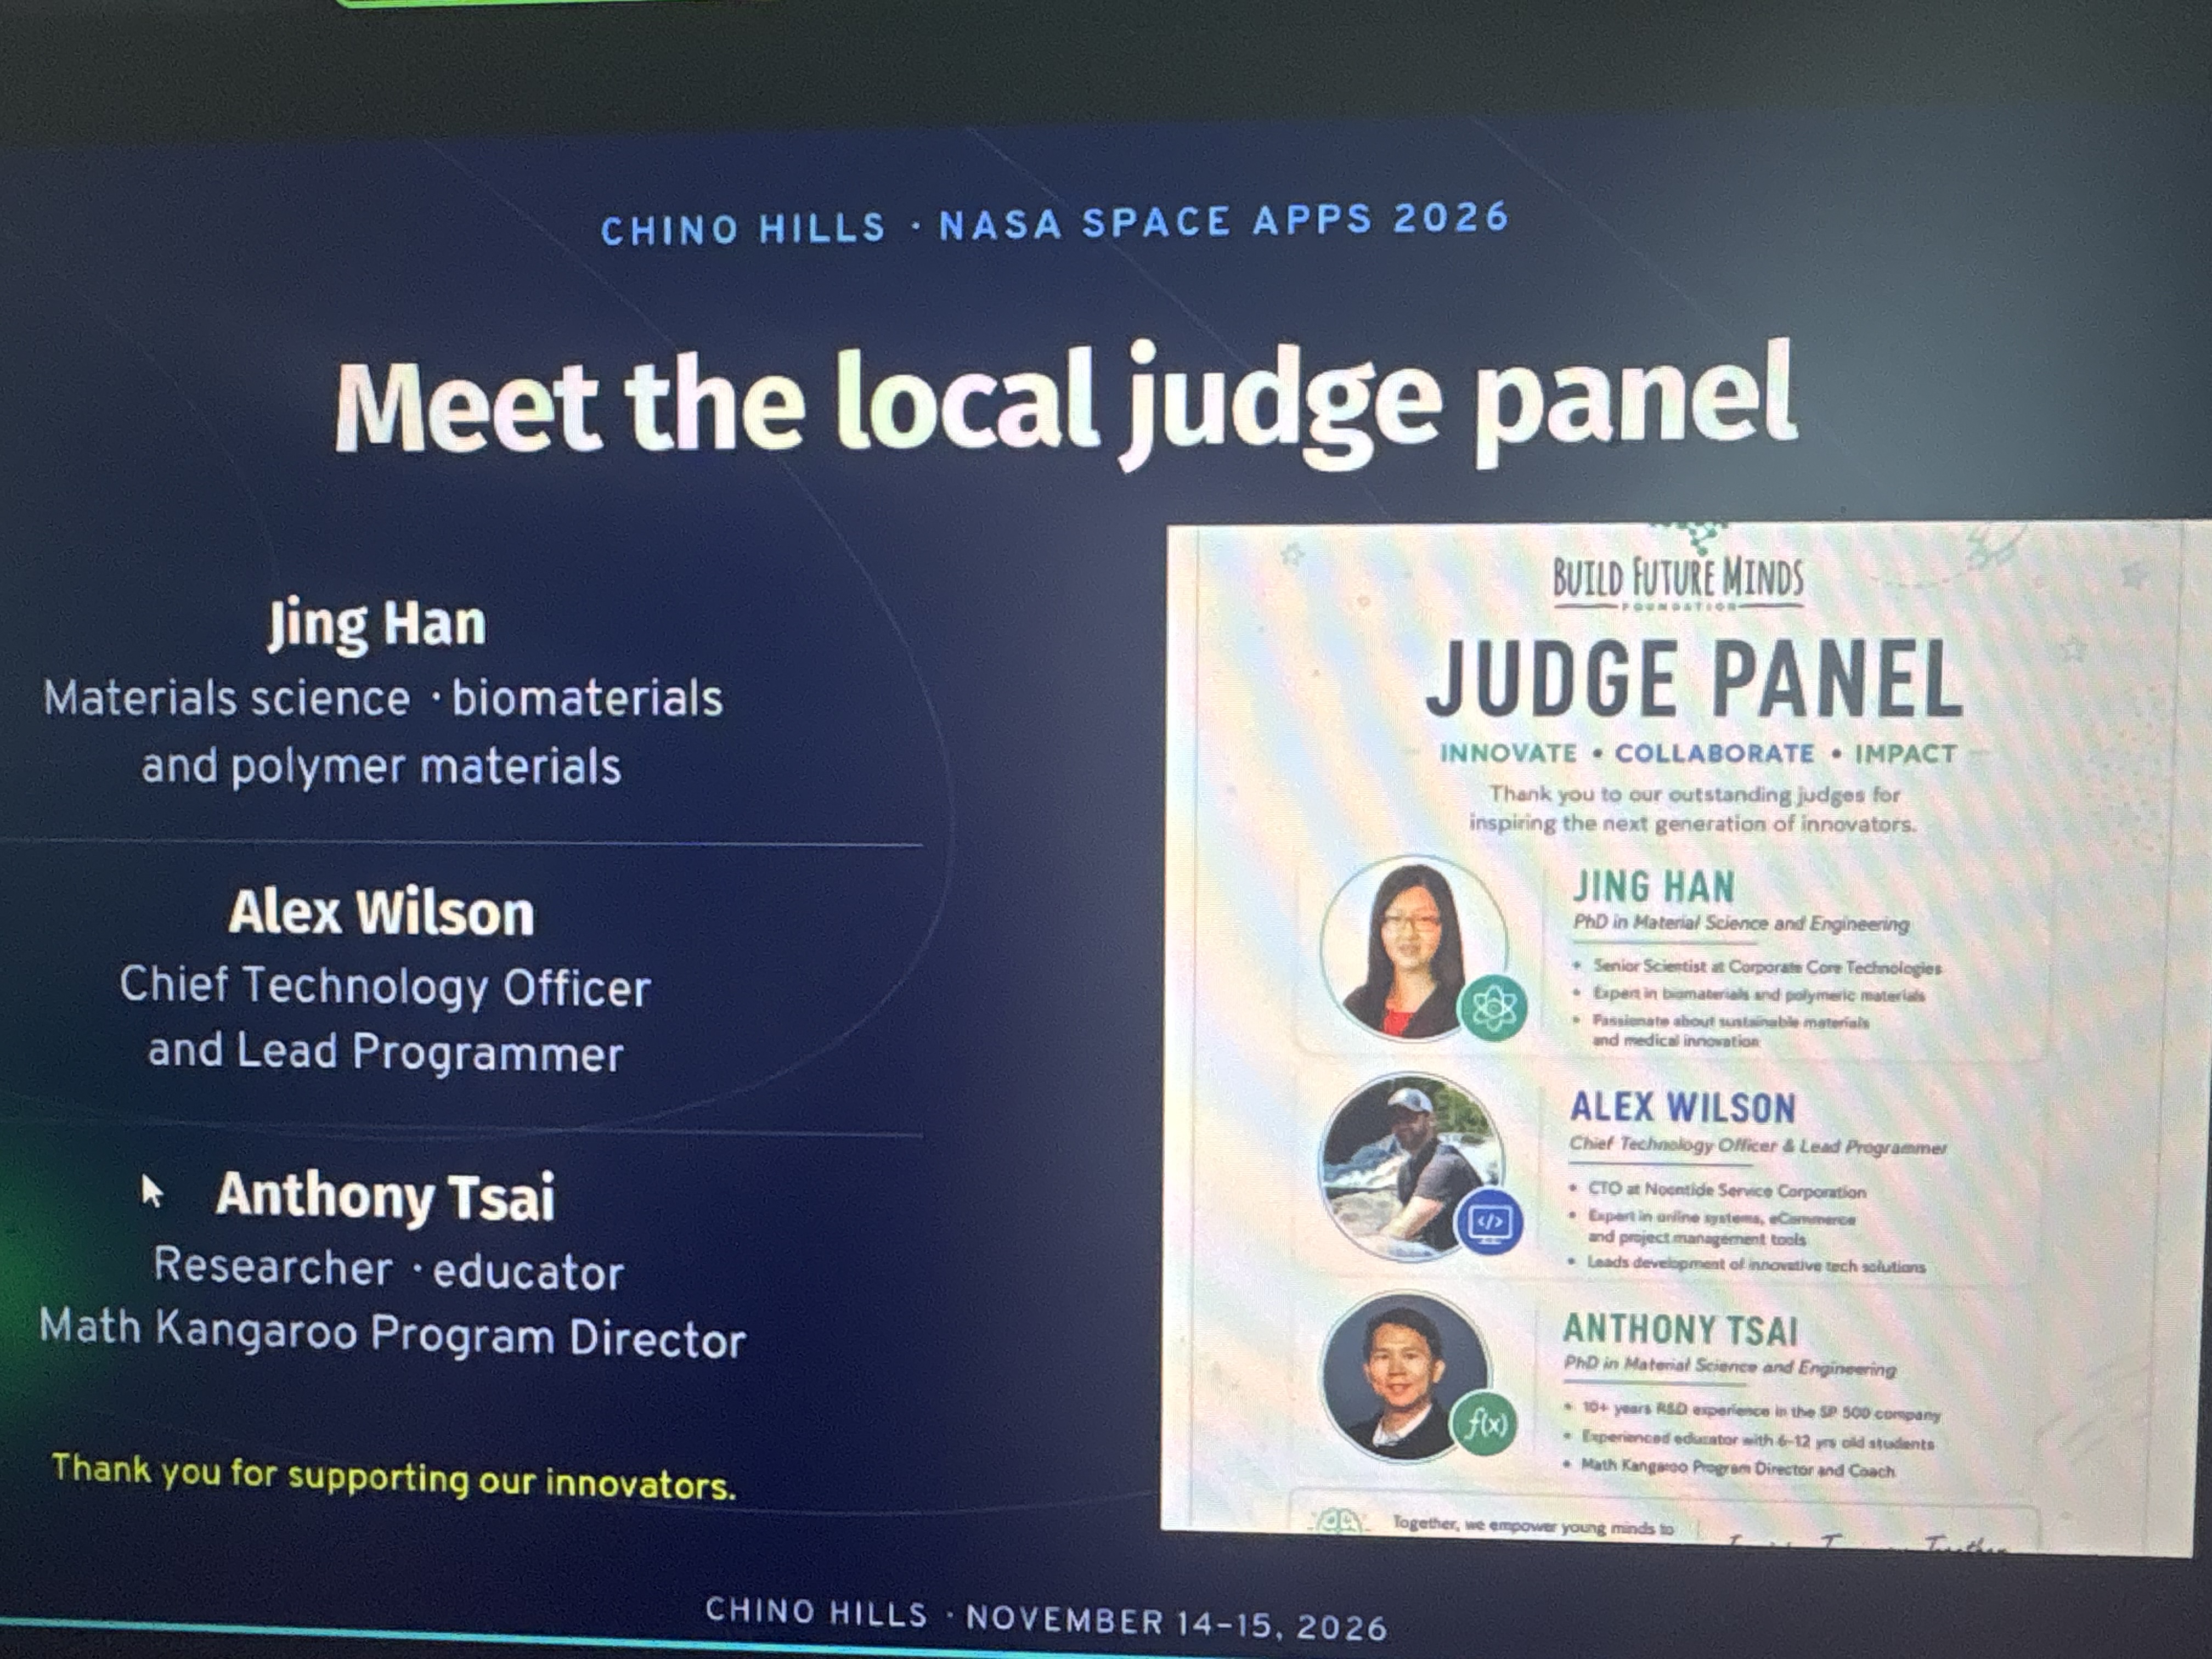 CHINO HILLS · NASA SPACE APPS 2026
Meet the local judge panel
Jing Han
Materials science · biomaterials
and polymer materials
Alex Wilson
Chief Technology Officer
and Lead Programmer
Anthony Tsai
Researcher · educator
Math Kangaroo Program Director
Thank you for supporting our innovators.
BUILD FUTURE MINDS
FOUNDATION
JUDGE PANEL
INNOVATE • COLLABORATE • IMPACT
Thank you to our outstanding judges for
inspiring the next generation of innovators.
JING HAN
PhD in Material Science and Engineering
• Senior Scientist at Corporate Core Technologies
• Expert in biomaterials and polymeric materials
• Passionate about sustainable materials
and medical innovation
ALEX WILSON
Chief Technology Officer & Lead Programmer
• CTO at Noontide Service Corporation
• Expert in online systems, eCommerce
and project management tools
• Leads development of innovative tech solutions
</>
ANTHONY TSAI
PhD in Material Science and Engineering
• 10+ years R&D experience in the SP 500 company
• Experienced educator with 6-12 yrs old students
• Math Kangaroo Program Director and Coach
f(x)
Together, we empower young minds to
CHINO HILLS · NOVEMBER 14-15, 2026